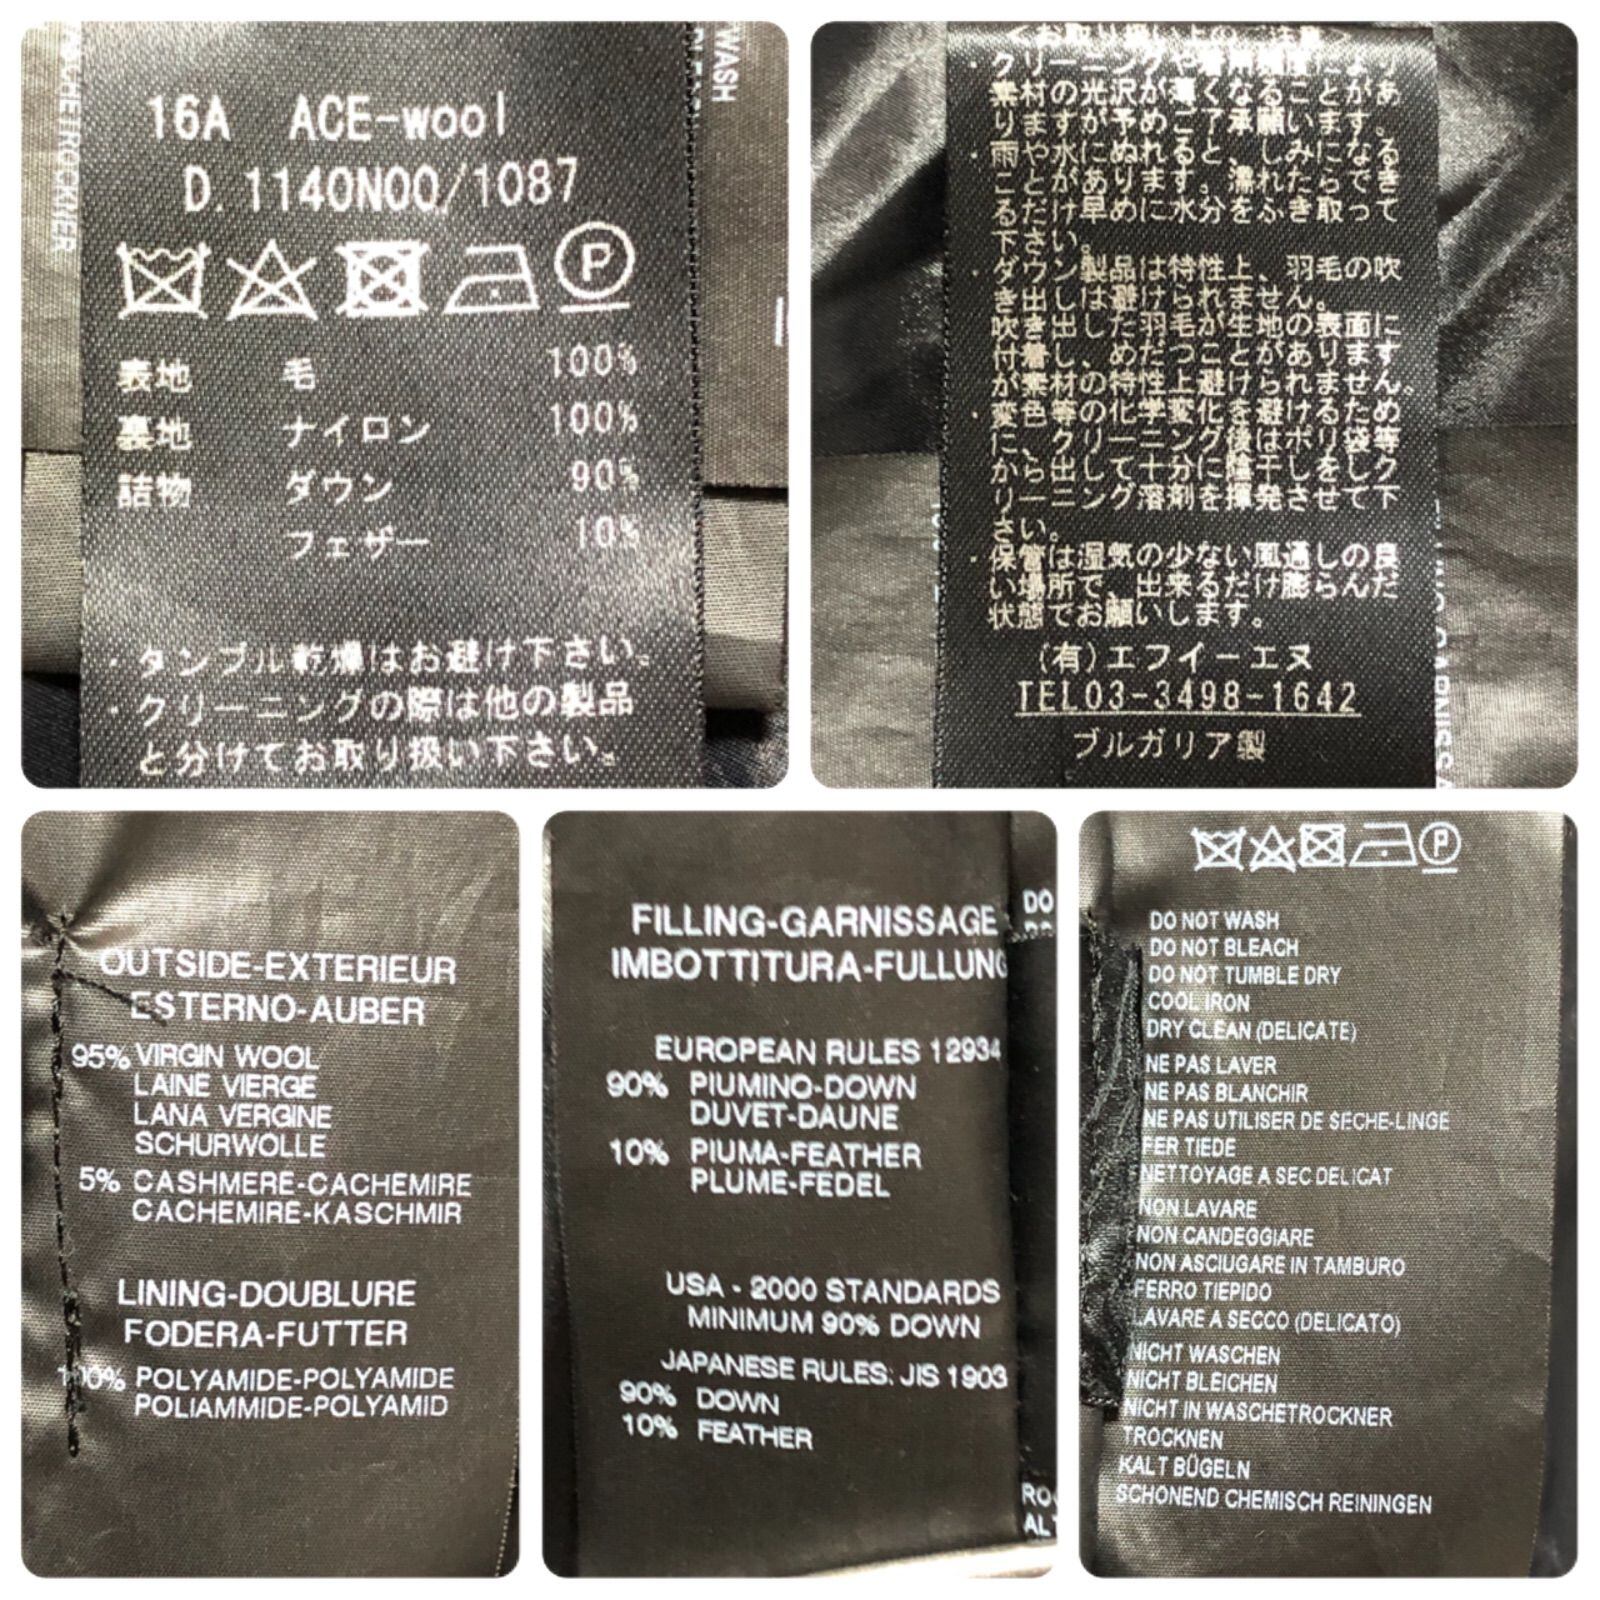 WASH
16A ACE-wool
D.1140N00/1087
P
表地 毛 100%
裏地 ナイロン 100%
詰物 ダウン 90%
フェザー 10%
・タンブル乾燥はお避け下さい。
・クリーニングの際は他の製品
と分けてお取り扱い下さい。
<お取り扱い上のご注意>
素材の光沢が薄くなることがあ
りますが予めご了承願います。
・雨や水にぬれると、しみになる
ことがあります。濡れたらでき
るだけ早めに水分をふき取って
下さい。
・ダウン製品は特性上、羽毛の吹
き出しは避けられません。
吹き出した羽毛が生地の表面に
付着し、めだつことがあります
が素材の特性上避けられません。
・変色等の化学変化を避けるため
に、クリーニング後はポリ袋等
から出して十分に陰干しをしク
リーニング溶剤を揮発させて下
さい。
・保管は湿気の少ない風通しの良
い場所で、出来るだけ膨らんだ
状態でお願いします。
(有)エフイーエヌ
TEL03-3498-1642
ブルガリア製
OUTSIDE-EXTERIEUR
ESTERNO-AUBER
95% VIRGIN WOOL
LAINE VIERGE
LANA VERGINE
SCHURWOLLE
5% CASHMERE-CACHEMIRE
CACHEMIRE-KASCHMIR
LINING-DOUBLURE
FODERA-FUTTER
100% POLYAMIDE-POLYAMIDE
POLIAMMIDE-POLYAMID
FILLING-GARNISSAGE
IMBOTTITURA-FULLUNG
EUROPEAN RULES 12934
90% PIUMINO-DOWN
DUVET-DAUNE
10% PIUMA-FEATHER
PLUME-FEDEL
USA - 2000 STANDARDS
MINIMUM 90% DOWN
JAPANESE RULES: JIS 1903
90% DOWN
10% FEATHER
DO
P
DO NOT WASH
DO NOT BLEACH
DO NOT TUMBLE DRY
COOL IRON
DRY CLEAN (DELICATE)
NE PAS LAVER
NE PAS BLANCHIR
NE PAS UTILISER DE SECHE-LINGE
FER TIEDE
NETTOYAGE A SEC DELICAT
NON LAVARE
NON CANDEGGIARE
NON ASCIUGARE IN TAMBURO
FERRO TIEPIDO
LAVARE A SECCO (DELICATO)
NICHT WASCHEN
NICHT BLEICHEN
NICHT IN WASCHETROCKNER
TROCKNEN
KALT BÜGELN
SCHONEND CHEMISCH REININGEN